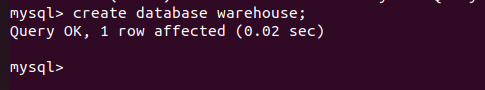 mysql> create database warehouse;
Query OK, 1 row affected (0.02 sec)
mysql>